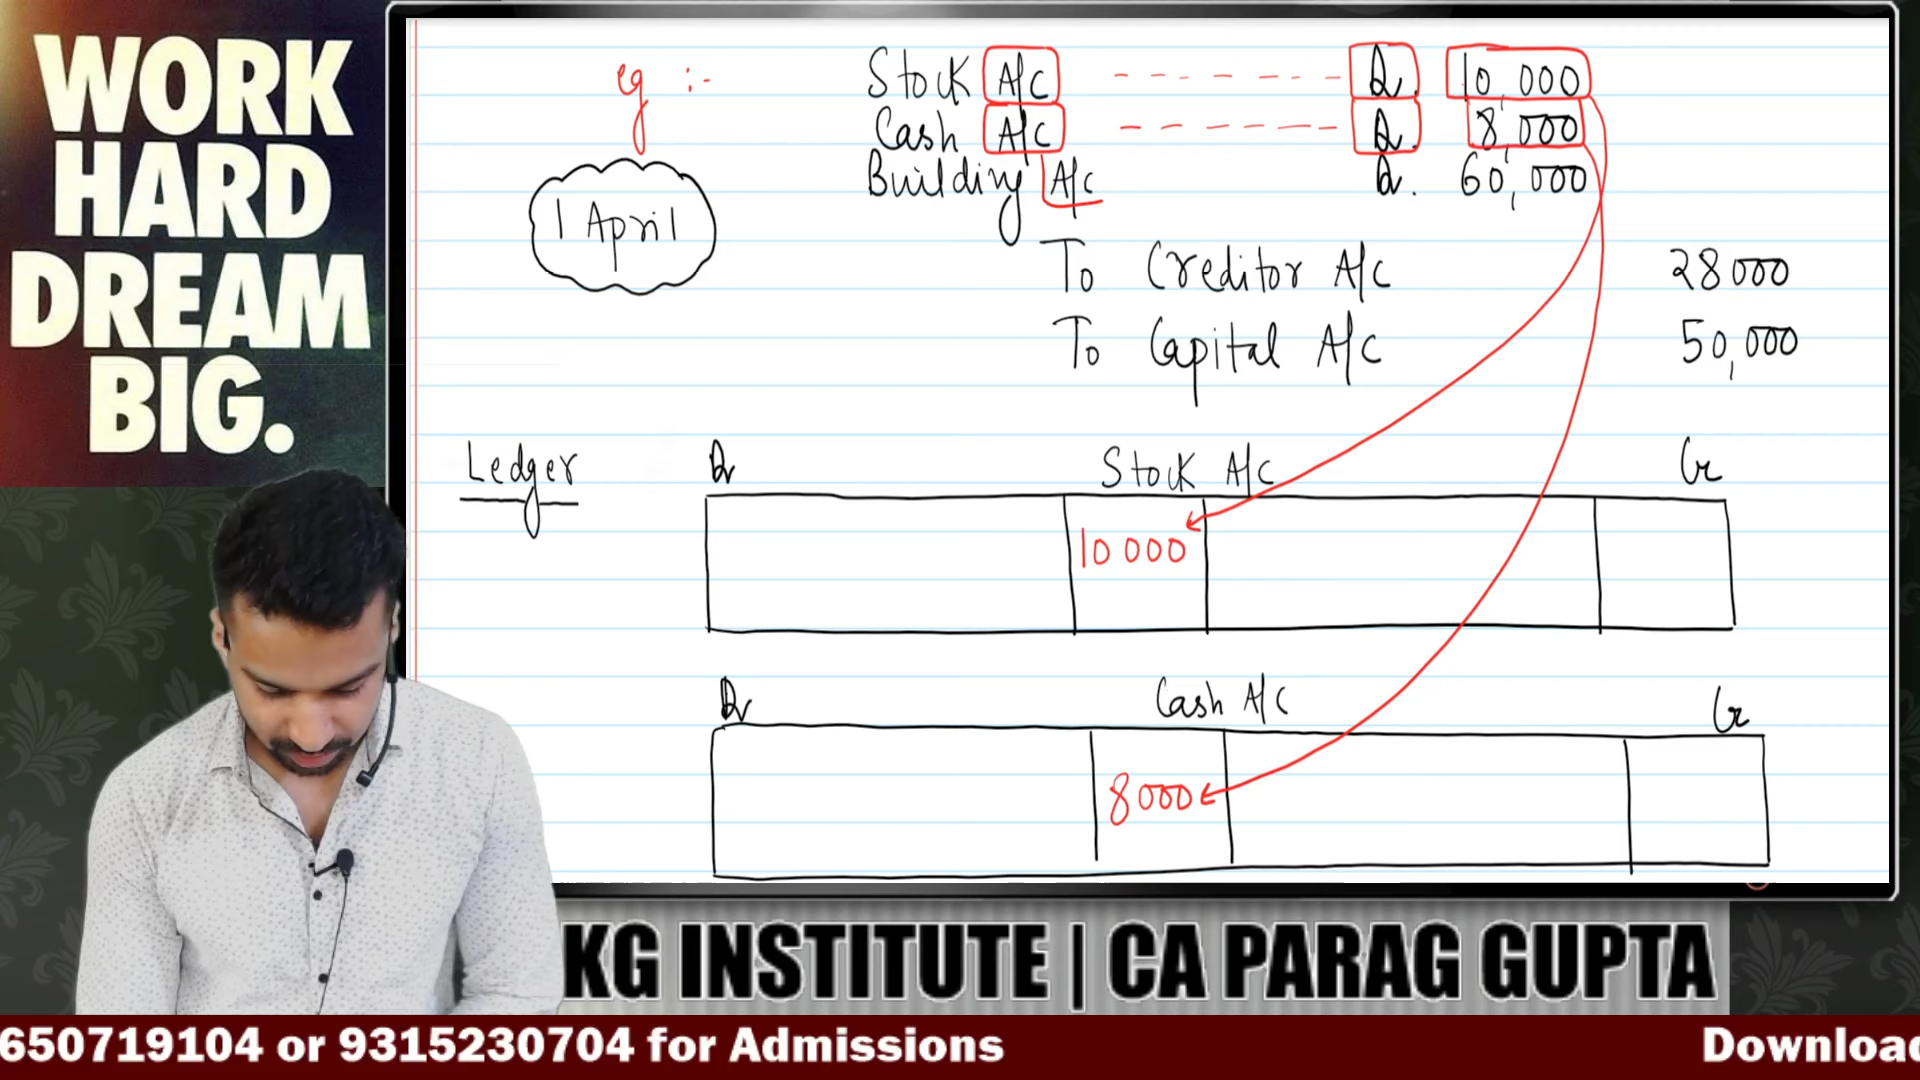 WORK
HARD
DREAM
BIG.
eg :-
Stock A/c - - - - - - - Dr. 10,000
Cash A/c - - - - - - - Dr. 8,000
Building A/c Dr. 60,000
1 April
To Creditor A/c 28000
To Capital A/c 50,000
Ledger
Dr Stock A/c Cr
10 000
Dr Cash A/c Cr
8000
KG INSTITUTE | CA PARAG GUPTA
650719104 or 9315230704 for Admissions